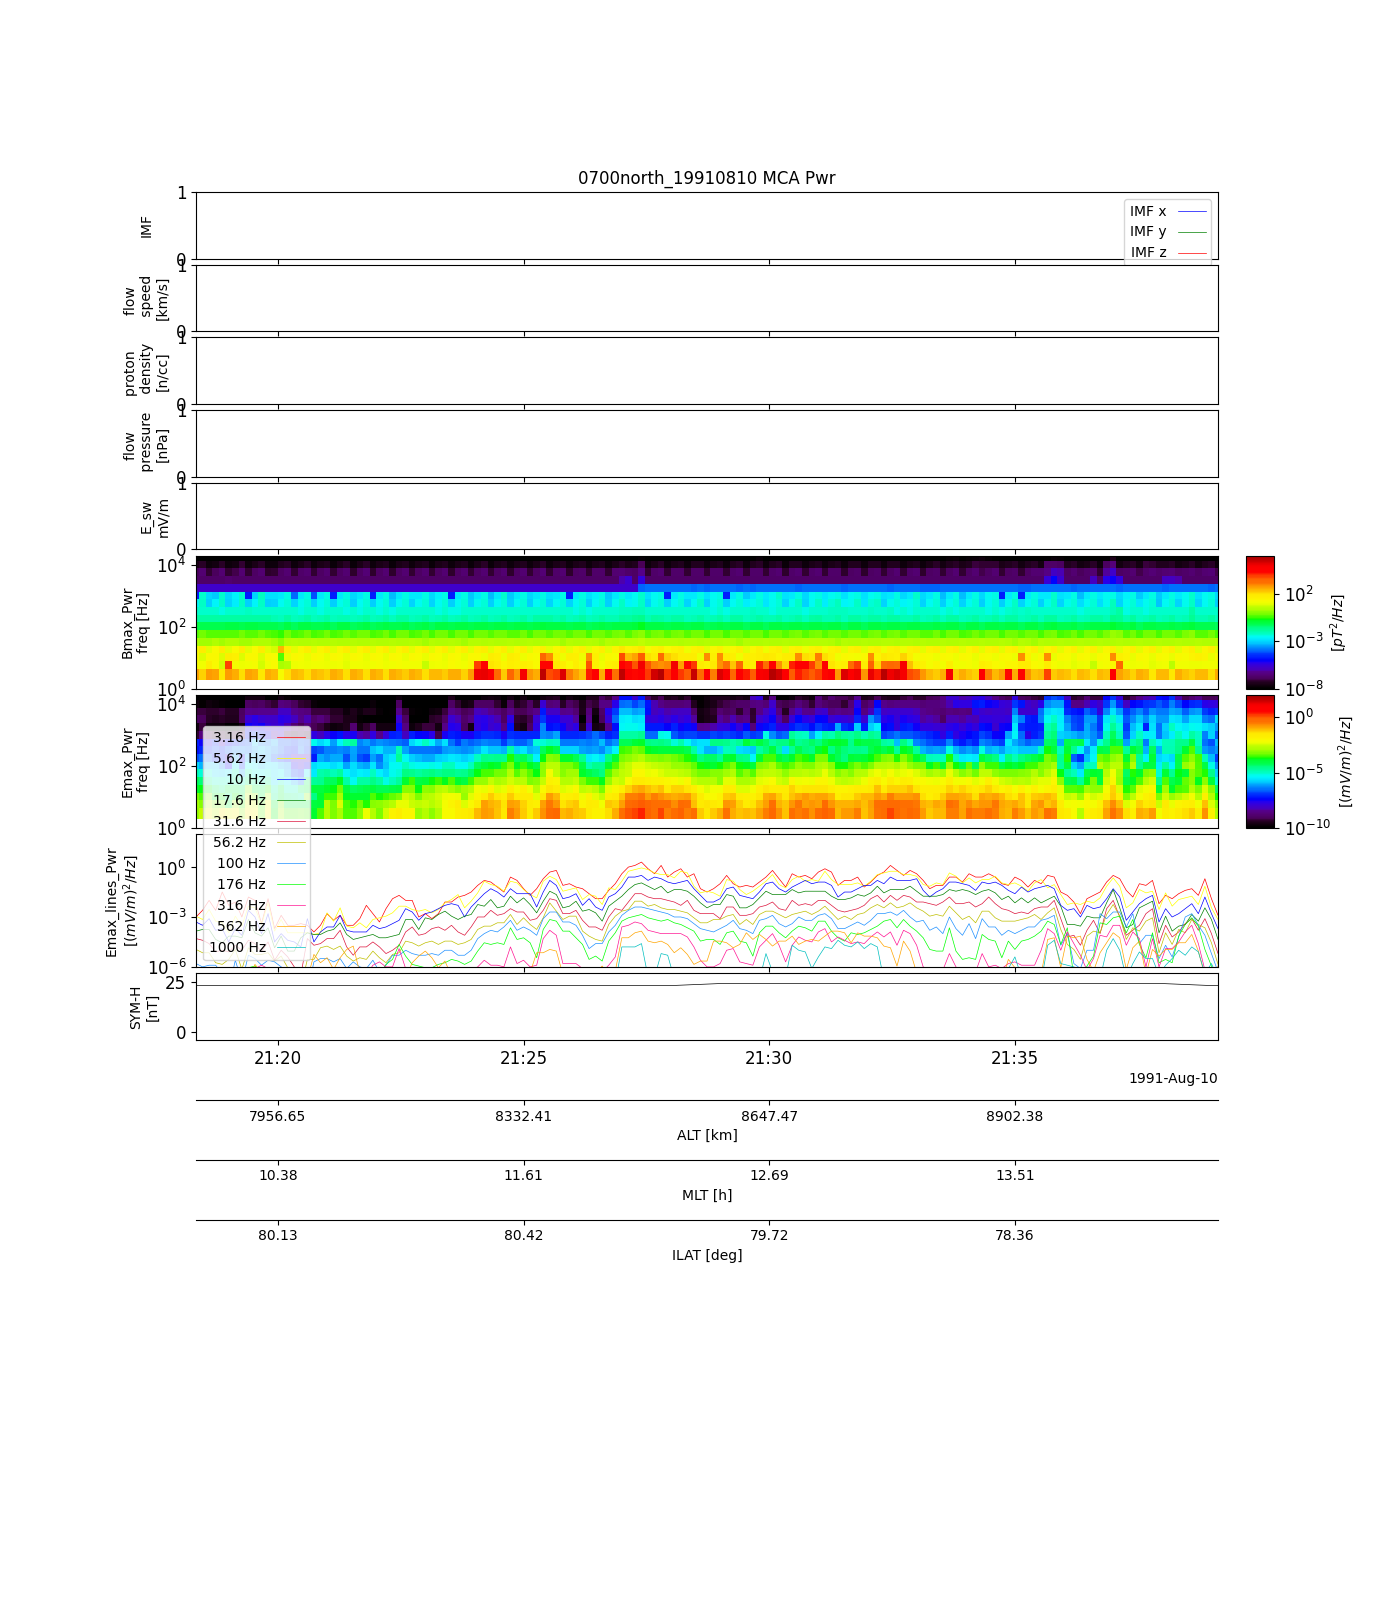 0700north_19910810 MCA Pwr
1
IMF
0
IMF x
IMF y
IMF z
1
flow
speed
[km/s]
0
1
proton
density
[n/cc]
0
1
flow
pressure
[nPa]
0
1
E_sw
mV/m
0
10^4
10^2
10^0
Bmax_Pwr
freq [Hz]
10^2
10^-3
10^-8
[pT^2/Hz]
10^4
10^2
10^0
Emax_Pwr
freq [Hz]
10^0
10^-5
10^-10
[(mV/m)^2/Hz]
3.16 Hz
5.62 Hz
10 Hz
17.6 Hz
31.6 Hz
56.2 Hz
100 Hz
176 Hz
316 Hz
562 Hz
1000 Hz
10^0
10^-3
10^-6
Emax_lines_Pwr
[(mV/m)^2/Hz]
25
0
SYM-H
[nT]
21:20 21:25 21:30 21:35
1991-Aug-10
7956.65 8332.41 8647.47 8902.38
ALT [km]
10.38 11.61 12.69 13.51
MLT [h]
80.13 80.42 79.72 78.36
ILAT [deg]